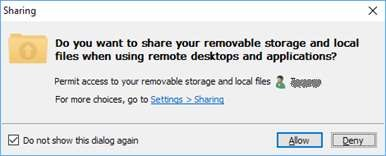 Sharing
Do you want to share your removable storage and local
files when using remote desktops and applications?
Permit access to your removable storage and local files
For more choices, go to Settings > Sharing
Do not show this dialog again
Allow
Deny